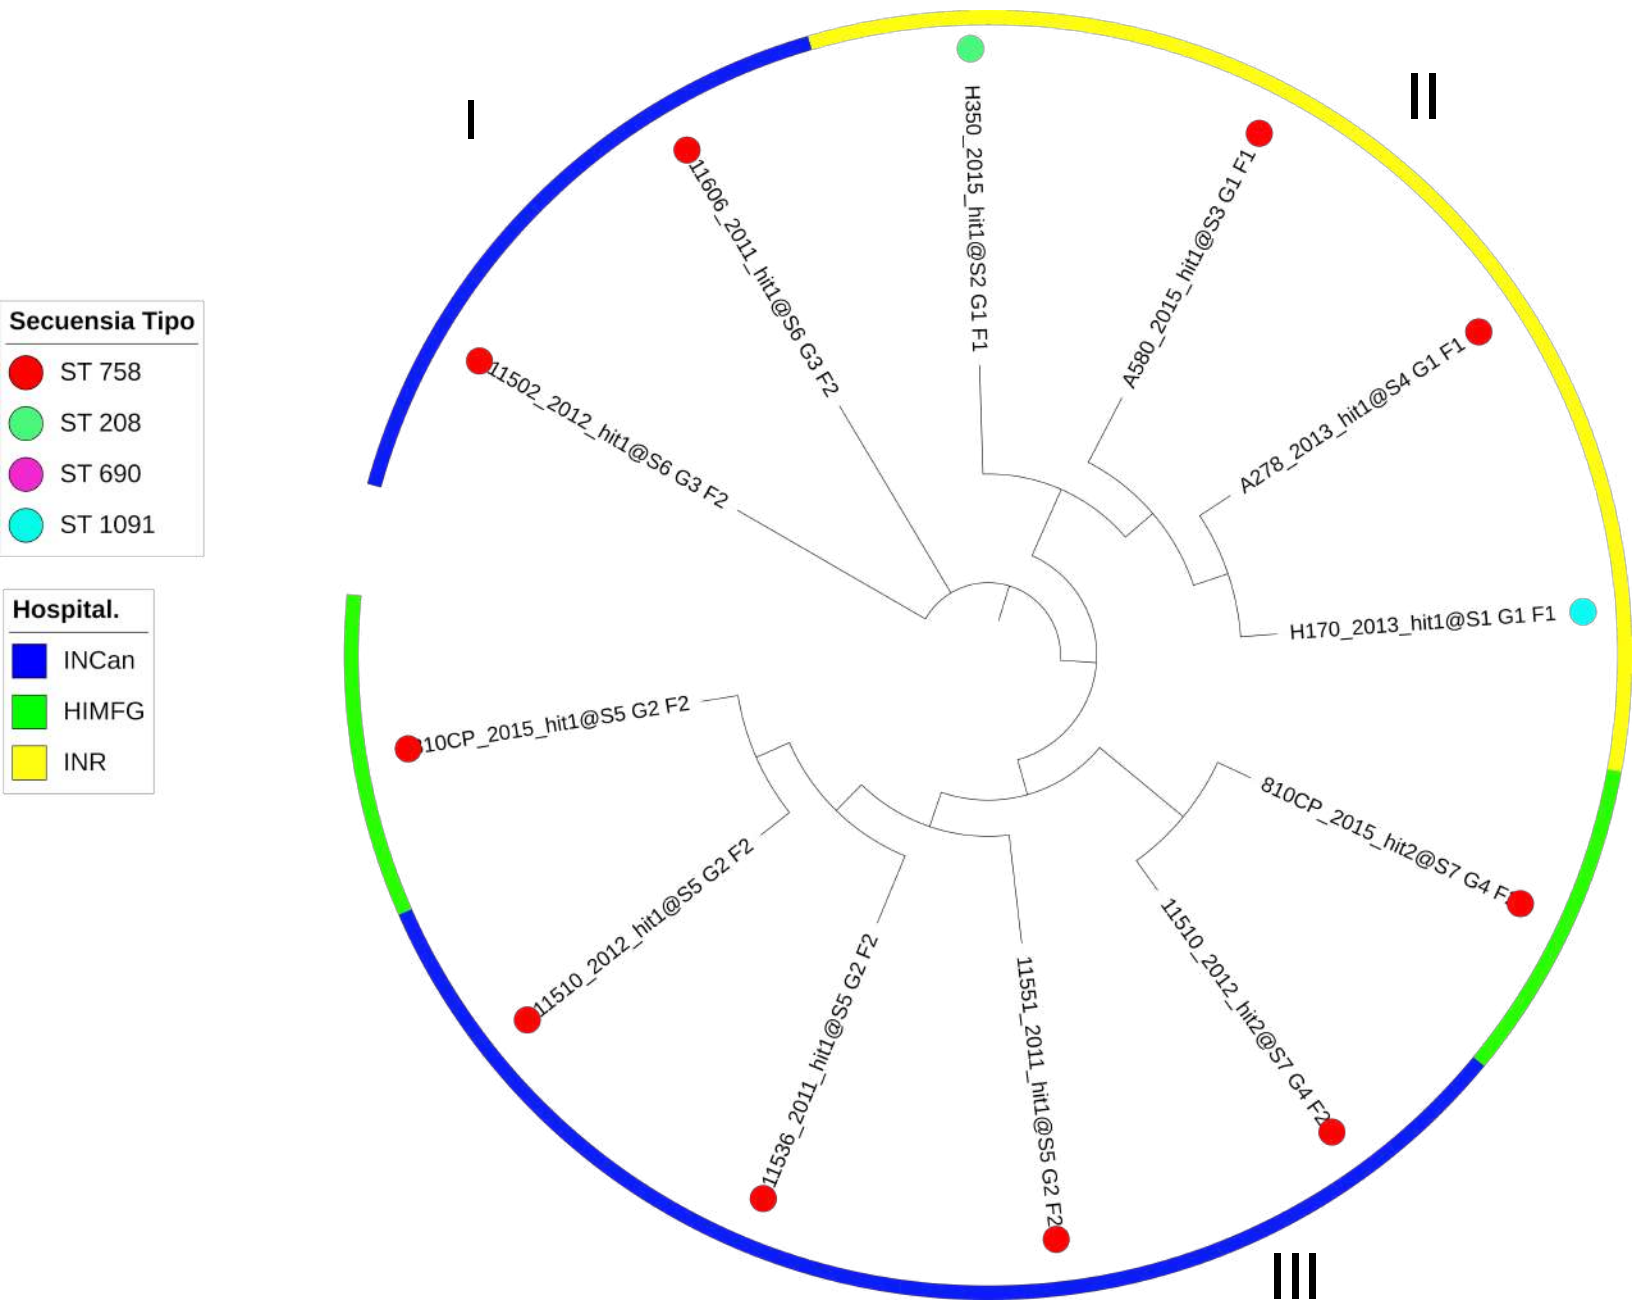 I
II
H350_2015_hit1@S2 G1 F1
A580_2015_hit1@S3 G1 F1
11606_2011_hit1@S6 G3 F2
A278_2013_hit1@S4 G1 F1
11502_2012_hit1@S6 G3 F2
Secuensia Tipo
ST 758
ST 208
ST 690
ST 1091
Hospital.
INCan
HIMFG
INR
H170_2013_hit1@S1 G1 F1
10CP_2015_hit1@S5 G2 F2
810CP_2015_hit2@S7 G4 F
11510_2012_hit1@S5 G2 F2
11510_2012_hit2@S7 G4 F2
11536_2011_hit1@S5 G2 F2
11551_2011_hit1@S5 G2 F2
III